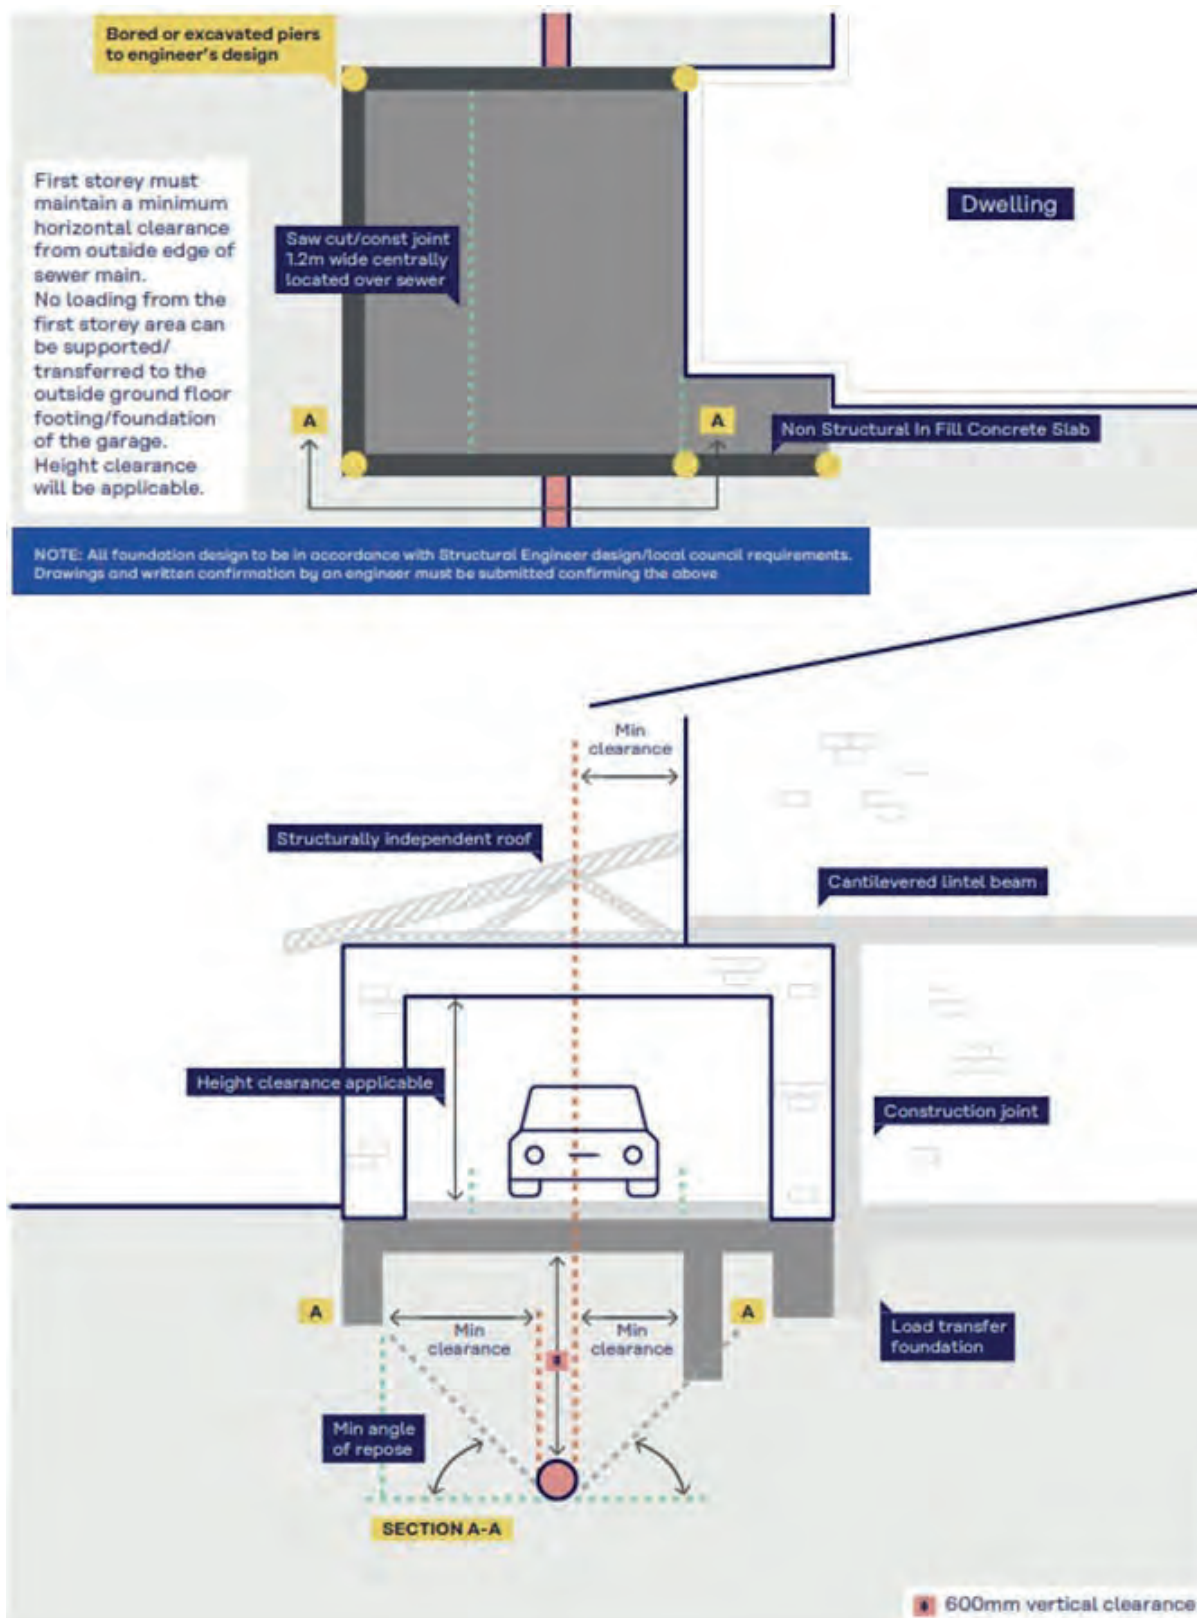 Bored or excavated piers
to engineer's design
First storey must
maintain a minimum
horizontal clearance
from outside edge of
sewer main.
No loading from the
first storey area can
be supported/
transferred to the
outside ground floor
footing/foundation
of the garage.
Height clearance
will be applicable.
Saw cut/const joint
1.2m wide centrally
located over sewer
Dwelling
A
A
Non Structural In Fill Concrete Slab
NOTE: All foundation design to be in accordance with Structural Engineer design/local council requirements.
Drawings and written confirmation by an engineer must be submitted confirming the above
Min
clearance
Structurally independent roof
Cantilevered lintel beam
Height clearance applicable
Construction joint
A
Min
clearance
Min
clearance
A
Load transfer
foundation
Min angle
of repose
SECTION A-A
600mm vertical clearance